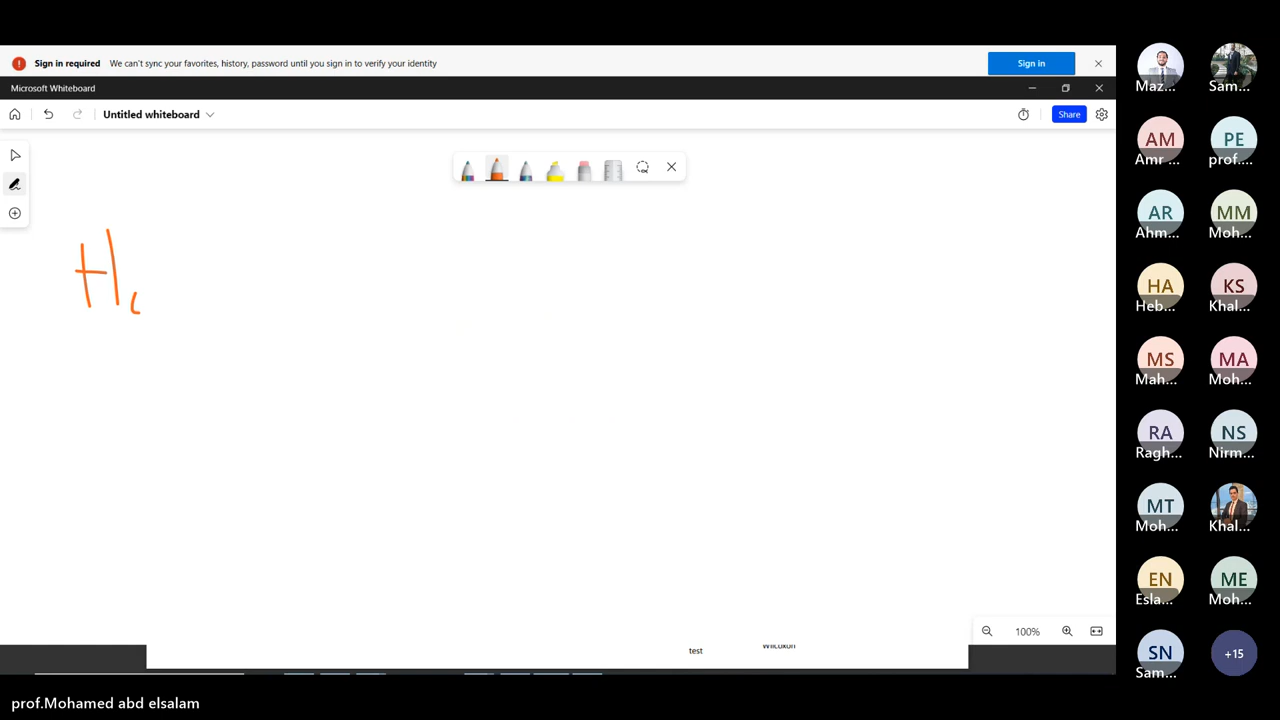 Sign in required We can't sync your favorites, history, password until you sign in to verify your identity Sign in
Microsoft Whiteboard
Untitled whiteboard Share
H
100%
test Wilcoxon
prof.Mohamed abd elsalam
Maz... Sam...
AM PE
Amr ... prof....
AR MM
Ahm... Moh...
HA KS
Heb... Khal...
MS MA
Mah... Moh...
RA NS
Ragh... Nirm...
MT
Moh... Khal...
EN ME
Esla... Moh...
SN +15
Sam...